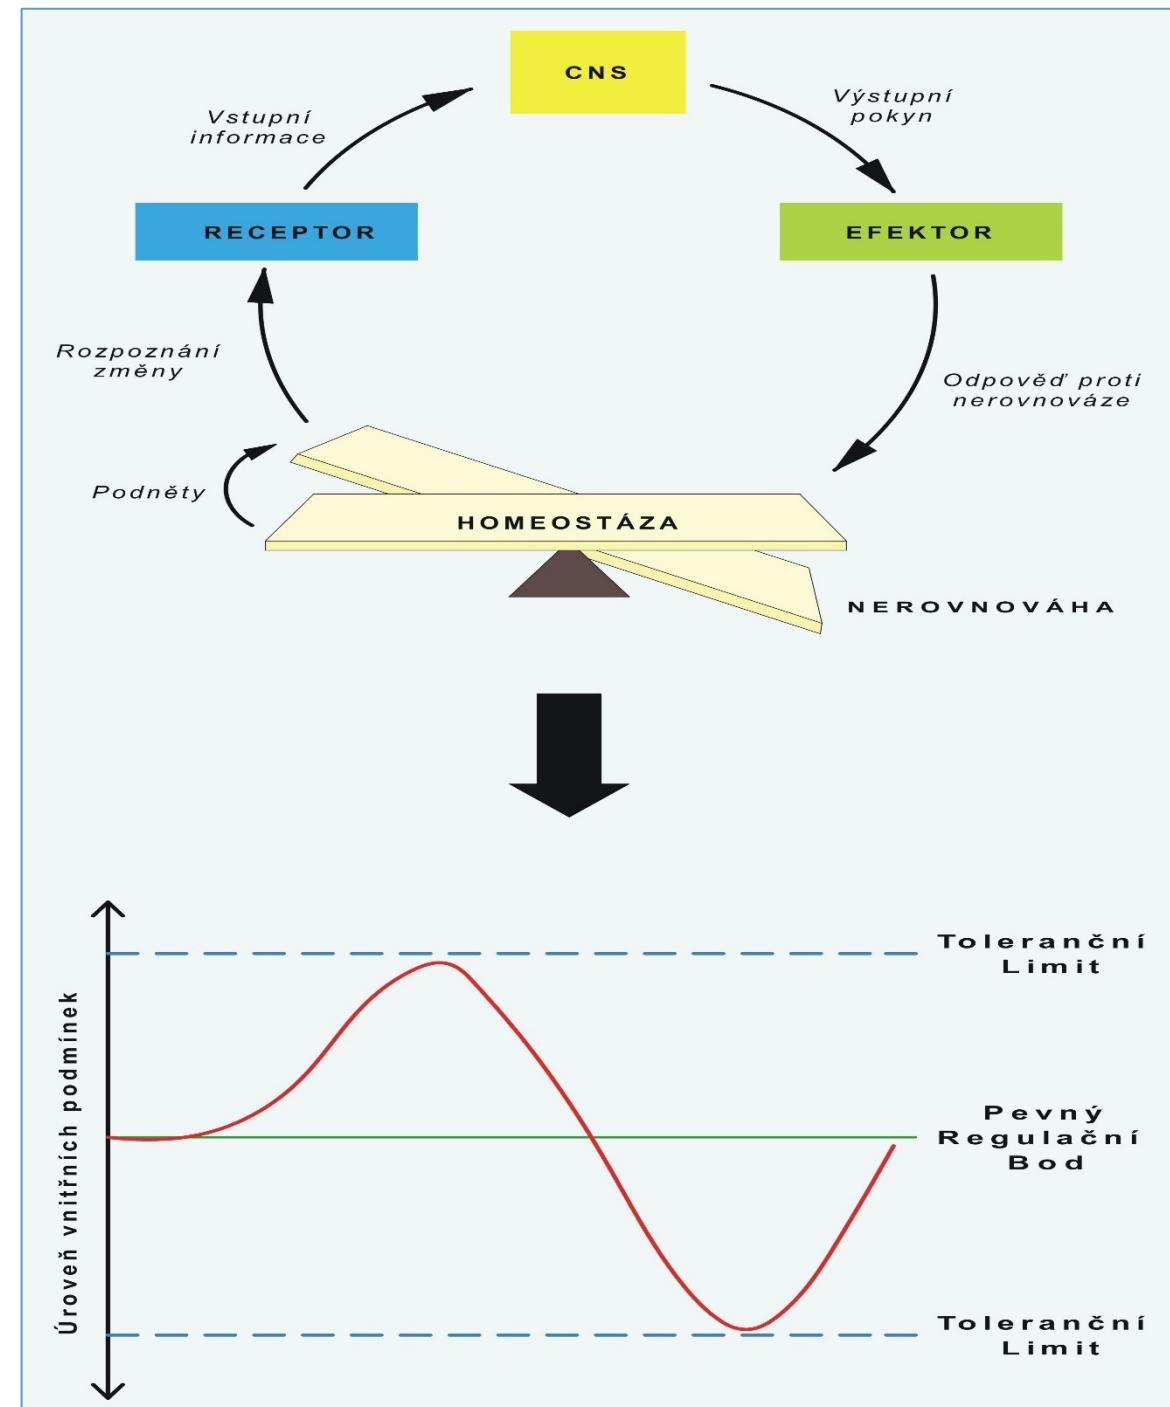 CNS
Vstupní
informace
Výstupní
pokyn
RECEPTOR
EFEKTOR
Rozpoznání
změny
Odpověď proti
nerovnováze
Podněty
HOMEOSTÁZA
NEROVNOVÁHA
Úroveň vnitřních podmínek
Toleranční
Limit
Pevný
Regulační
Bod
Toleranční
Limit